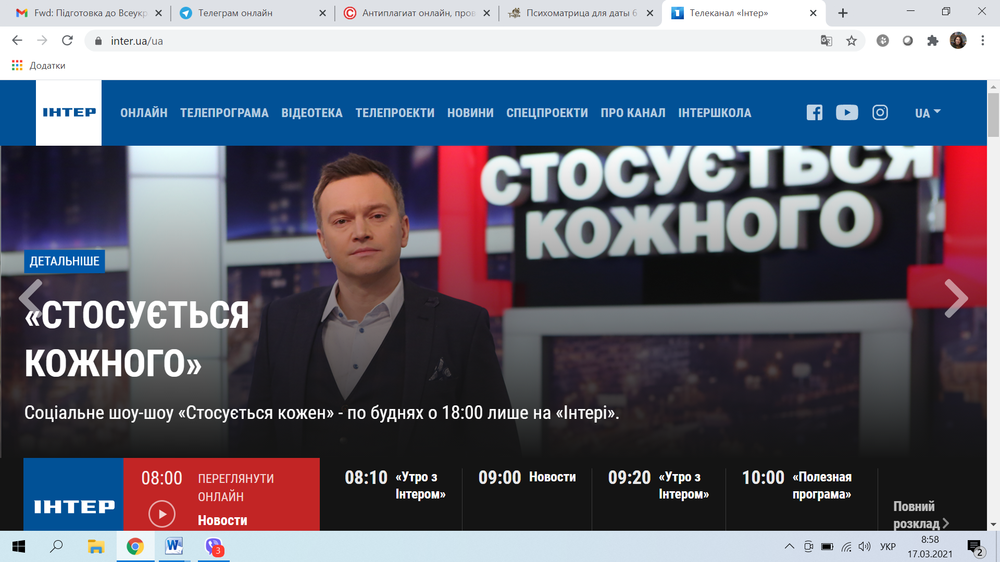 Fwd: Підготовка до Всеукр
Телеграм онлайн
Антиплагиат онлайн, пров
Психоматрица для даты 6
Телеканал «Інтер»
inter.ua/ua
Додатки
ІНТЕР
ОНЛАЙН ТЕЛЕПРОГРАМА ВІДЕОТЕКА ТЕЛЕПРОЕКТИ НОВИНИ СПЕЦПРОЕКТИ ПРО КАНАЛ ІНТЕРШКОЛА
UA
СТОСУЄТЬСЯ
КОЖНОГО
ДЕТАЛЬНІШЕ
«СТОСУЄТЬСЯ
КОЖНОГО»
Соціальне шоу-шоу «Стосується кожен» - по буднях о 18:00 лише на «Інтері».
ІНТЕР
08:00 ПЕРЕГЛЯНУТИ
ОНЛАЙН
Новости
08:10 «Утро з
Інтером»
09:00 Новости
09:20 «Утро з
Інтером»
10:00 «Полезная
програма»
Повний
розклад
3
УКР
8:58
17.03.2021
2